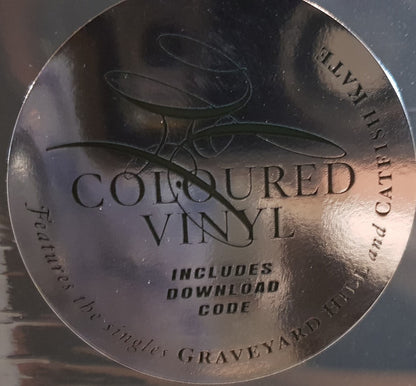 COLOURED
VINYL
INCLUDES
DOWNLOAD
CODE
Features the singles GRAVEYARD HILL and CATFISH KATE